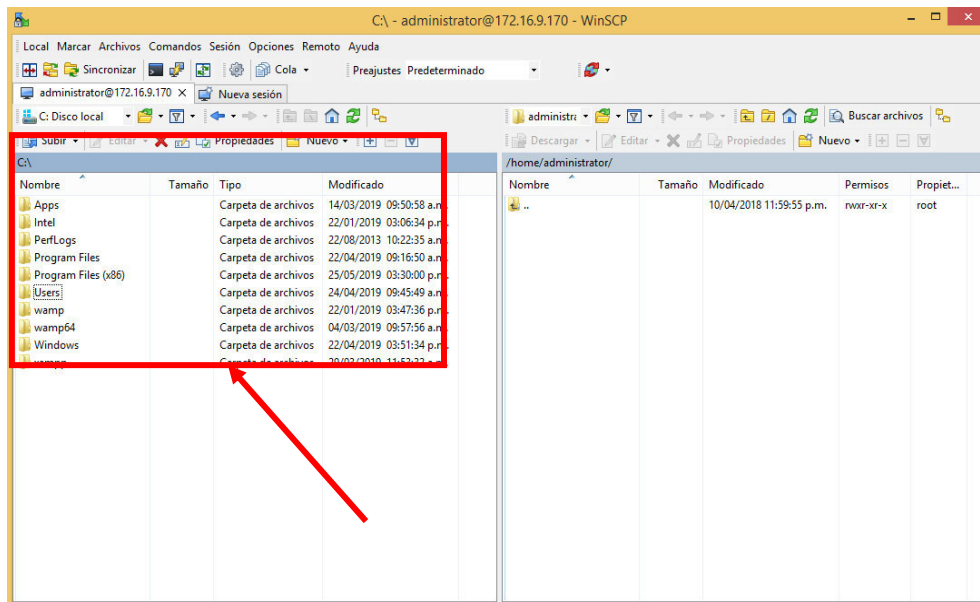 C:\ - administrator@172.16.9.170 - WinSCP
Local Marcar Archivos Comandos Sesión Opciones Remoto Ayuda
Sincronizar Cola Preajustes Predeterminado
administrator@172.16.9.170 × Nueva sesión
C: Disco local administra Buscar archivos
Subir Editar Propiedades Nuevo Descargar Editar Propiedades Nuevo
C:\ /home/administrator/
Nombre Tamaño Tipo Modificado Nombre Tamaño Modificado Permisos Propiet...
Apps Carpeta de archivos 14/03/2019 09:50:58 a.m. .. 10/04/2018 11:59:55 p.m. rwxr-xr-x root
Intel Carpeta de archivos 22/01/2019 03:06:34 p.m.
PerfLogs Carpeta de archivos 22/08/2013 10:22:35 a.m.
Program Files Carpeta de archivos 22/04/2019 09:16:50 a.m.
Program Files (x86) Carpeta de archivos 25/05/2019 03:30:00 p.m.
Users Carpeta de archivos 24/04/2019 09:45:49 a.m.
wamp Carpeta de archivos 22/01/2019 03:47:36 p.m.
wamp64 Carpeta de archivos 04/03/2019 09:57:56 a.m.
Windows Carpeta de archivos 22/04/2019 03:51:34 p.m.
xampp Carpeta de archivos